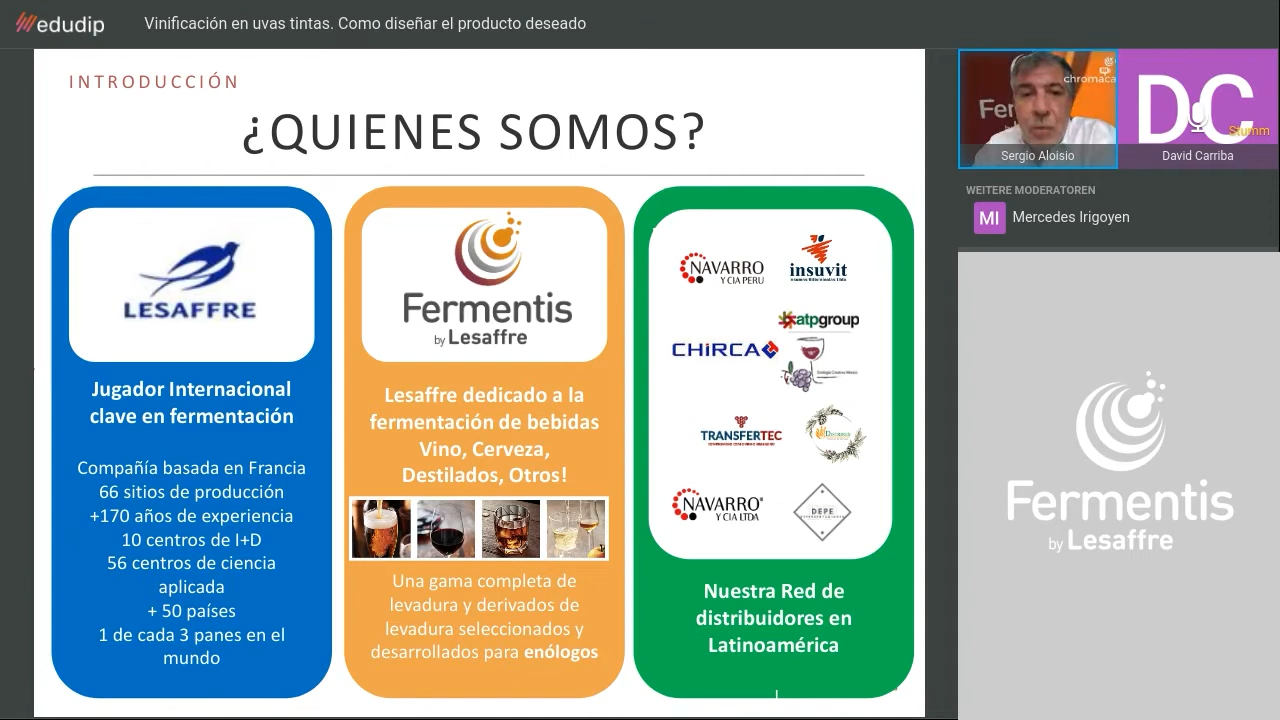 edudip
Vinificación en uvas tintas. Como diseñar el producto deseado
INTRODUCCIÓN
¿QUIENES SOMOS?
LESAFFRE
Jugador Internacional
clave en fermentación
Compañía basada en Francia
66 sitios de producción
+170 años de experiencia
10 centros de I+D
56 centros de ciencia
aplicada
+ 50 países
1 de cada 3 panes en el
mundo
Fermentis
by Lesaffre
Lesaffre dedicado a la
fermentación de bebidas
Vino, Cerveza,
Destilados, Otros!
Una gama completa de
levadura y derivados de
levadura seleccionados y
desarrollados para enólogos
NAVARRO
Y CIA PERU
insuvit
atpgroup
CHIRCA
TRANSFERTEC
NAVARRO
Y CIA LTDA
DEPE
Nuestra Red de
distribuidores en
Latinoamérica
chromaca
Fer
Sergio Aloisio
DC
Stumm
David Carriba
WEITERE MODERATOREN
MI
Mercedes Irigoyen
Fermentis
by Lesaffre